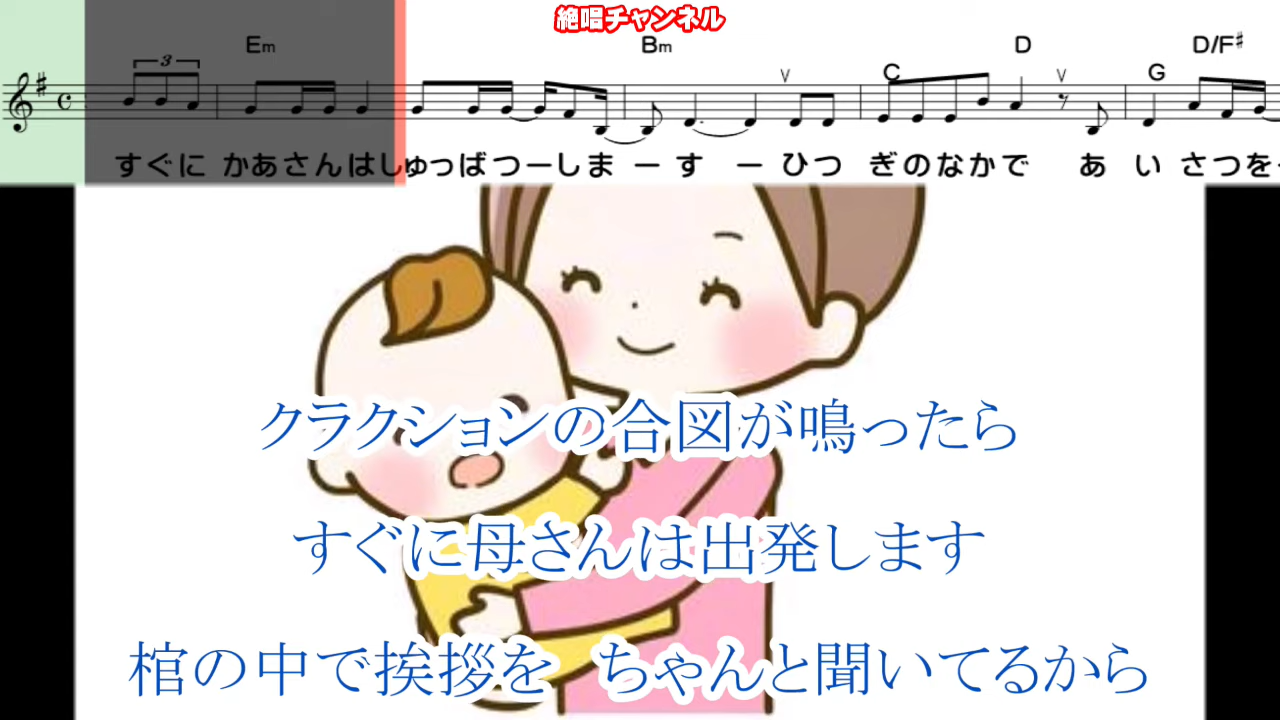 絶唱チャンネル
Em Bm D D/F♯
C G
3
すぐに かあさんはしゅっばつーしま ーす ーひつ ぎのなかで あ い さつを-
クラクションの合図が鳴ったら
すぐに母さんは出発します
棺の中で挨拶を ちゃんと聞いてるから